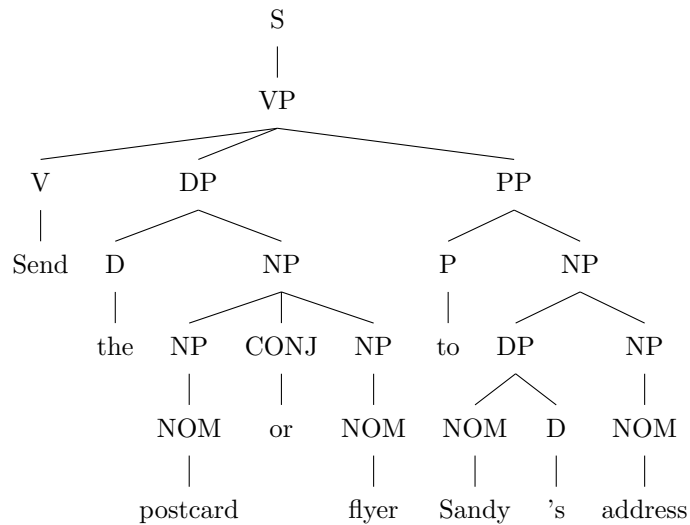 S
VP
V DP PP
Send D NP P NP
the NP CONJ NP to DP NP
NOM or NOM NOM D NOM
postcard flyer Sandy 's address